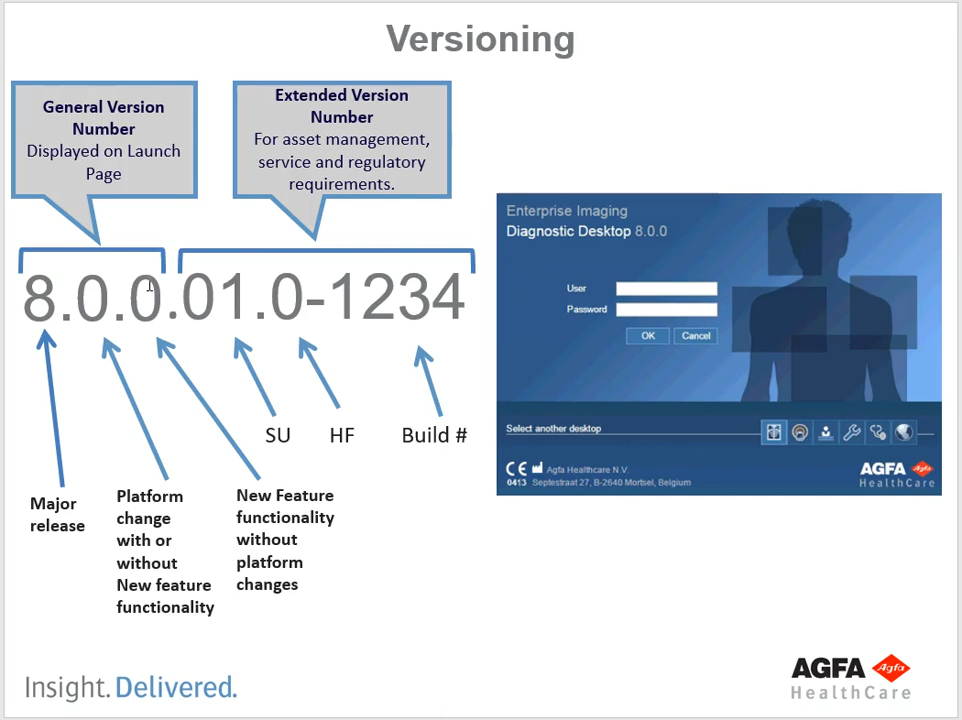 Versioning
General Version
Number
Displayed on Launch
Page
Extended Version
Number
For asset management,
service and regulatory
requirements.
8.0.0.01.0-1234
SU
HF
Build #
Major
release
Platform
change
with or
without
New feature
functionality
New Feature
functionality
without
platform
changes
Enterprise Imaging
Diagnostic Desktop 8.0.0
User
Password
OK
Cancel
Select another desktop
CE
0413
Agfa Healthcare N.V.
Septestraat 27, B-2640 Mortsel, Belgium
AGFA
Agfa
HealthCare
Insight. Delivered.
AGFA
Agfa
HealthCare